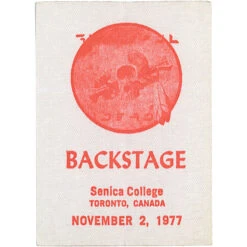 BACKSTAGE
Senica College
TORONTO, CANADA
NOVEMBER 2, 1977